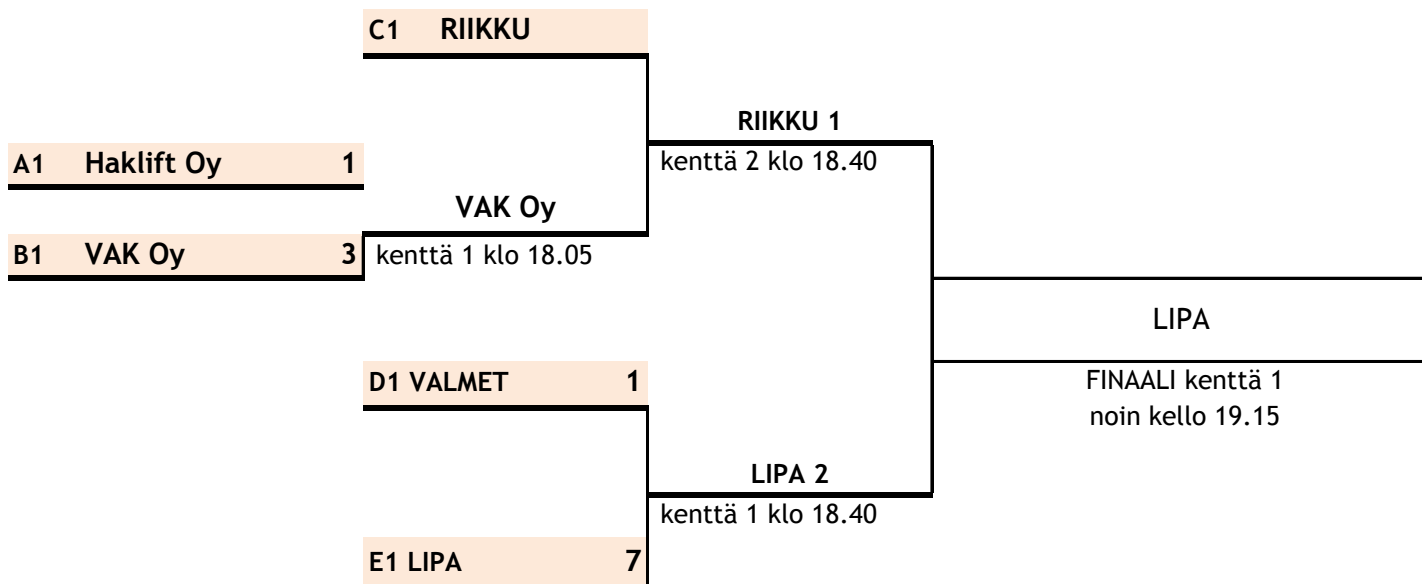 C1 RIIKKU
RIIKKU 1
kenttä 2 klo 18.40
A1 Haklift Oy 1
VAK Oy
kenttä 1 klo 18.05
B1 VAK Oy 3
LIPA
FINAALI kenttä 1
noin kello 19.15
D1 VALMET 1
LIPA 2
kenttä 1 klo 18.40
E1 LIPA 7